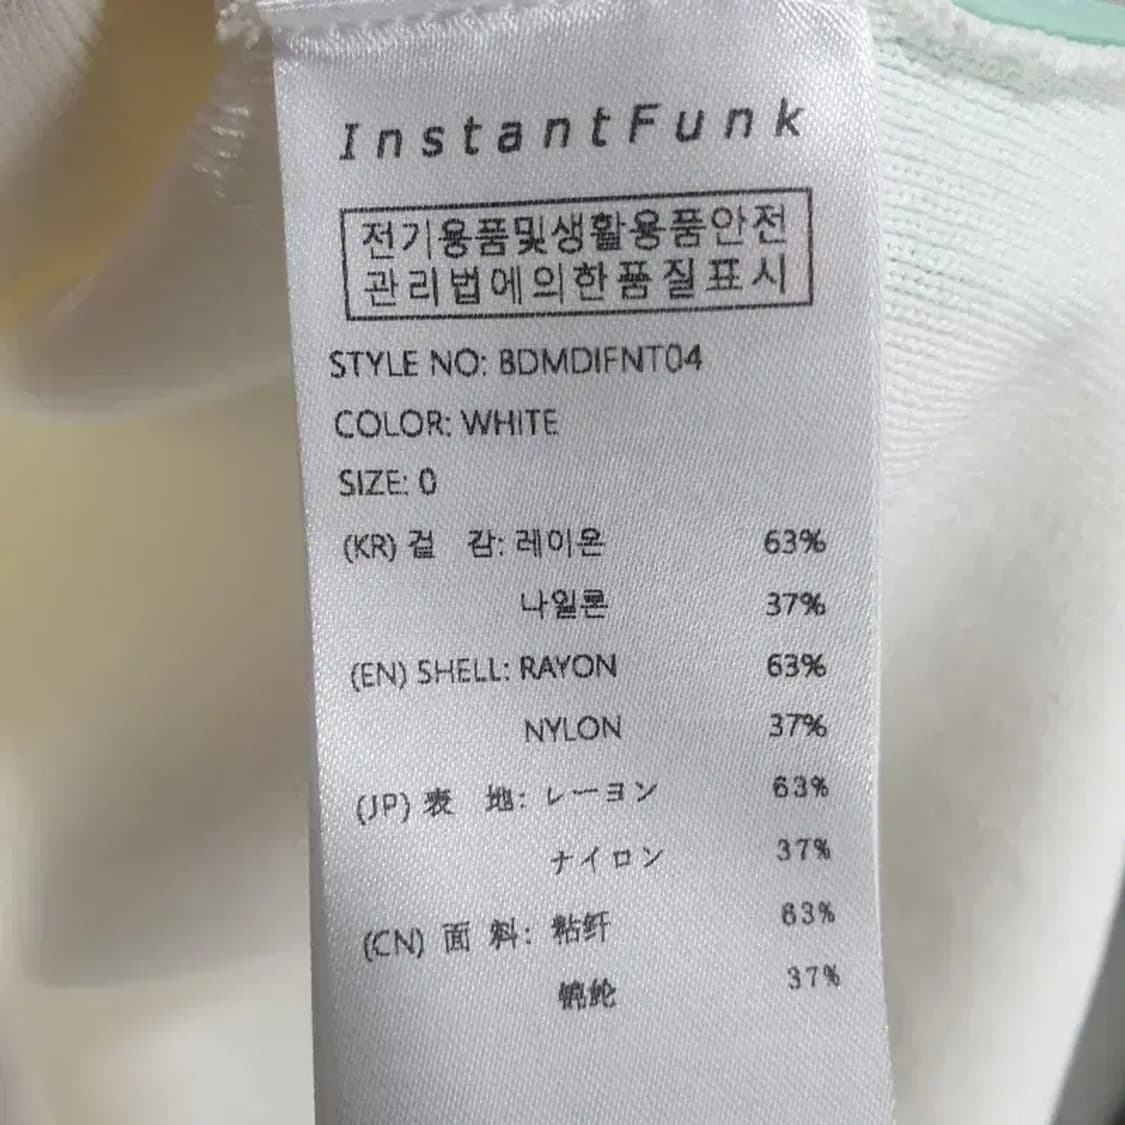 InstantFunk
전기용품및생활용품안전
관리법에의한품질표시
STYLE NO: BDMDIFNT04
COLOR: WHITE
SIZE: 0
(KR) 겉 감: 레이온 63%
나일론 37%
(EN) SHELL: RAYON 63%
NYLON 37%
(JP) 表 地: レーヨン 63%
ナイロン 37%
(CN) 面 料: 粘纤 63%
锦纶 37%